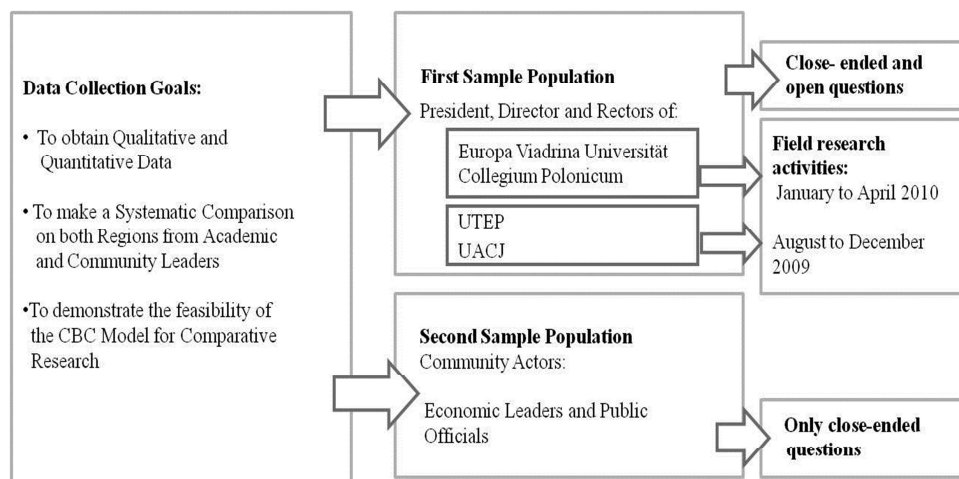 Data Collection Goals:
• To obtain Qualitative and
Quantitative Data
• To make a Systematic Comparison
on both Regions from Academic
and Community Leaders
•To demonstrate the feasibility of
the CBC Model for Comparative
Research
First Sample Population
President, Director and Rectors of:
Europa Viadrina Universität
Collegium Polonicum
UTEP
UACJ
Second Sample Population
Community Actors:
Economic Leaders and Public
Officials
Close- ended and
open questions
Field research
activities:
January to April 2010
August to December
2009
Only close-ended
questions